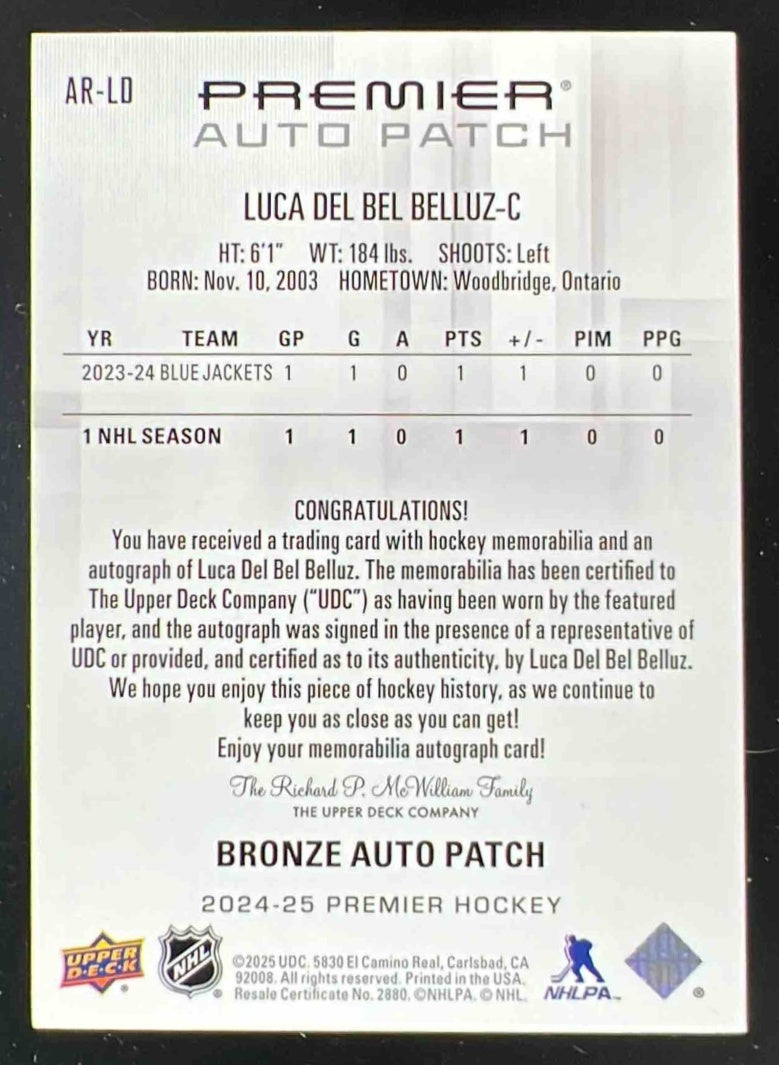 AR-LD
PREMIER®
AUTO PATCH
LUCA DEL BEL BELLUZ-C
HT: 6'1" WT: 184 lbs. SHOOTS: Left
BORN: Nov. 10, 2003 HOMETOWN: Woodbridge, Ontario
YR TEAM GP G A PTS +/- PIM PPG
2023-24 BLUE JACKETS 1 1 0 1 1 0 0
1 NHL SEASON 1 1 0 1 1 0 0
CONGRATULATIONS!
You have received a trading card with hockey memorabilia and an
autograph of Luca Del Bel Belluz. The memorabilia has been certified to
The Upper Deck Company ("UDC") as having been worn by the featured
player, and the autograph was signed in the presence of a representative of
UDC or provided, and certified as to its authenticity, by Luca Del Bel Belluz.
We hope you enjoy this piece of hockey history, as we continue to
keep you as close as you can get!
Enjoy your memorabilia autograph card!
The Richard P. McWilliam Family
THE UPPER DECK COMPANY
BRONZE AUTO PATCH
2024-25 PREMIER HOCKEY
UPPER
D·E·C·K
®
NHL
®
©2025 UDC. 5830 El Camino Real, Carlsbad, CA
92008. All rights reserved. Printed in the USA.
Resale Certificate No. 2880. ©NHLPA. © NHL.
NHLPA™
®